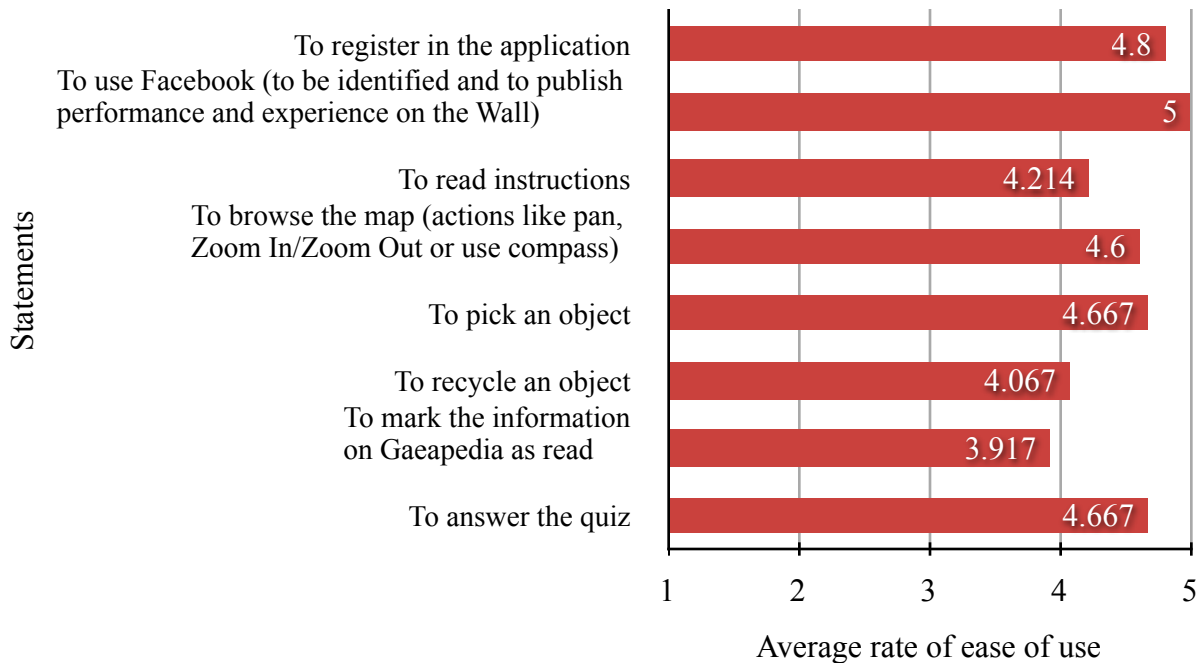 To register in the application
4.8
To use Facebook (to be identified and to publish
performance and experience on the Wall)
5
To read instructions
4.214
To browse the map (actions like pan,
Zoom In/Zoom Out or use compass)
4.6
To pick an object
4.667
To recycle an object
4.067
To mark the information
on Gaeapedia as read
3.917
To answer the quiz
4.667
Statements
1 2 3 4 5
Average rate of ease of use